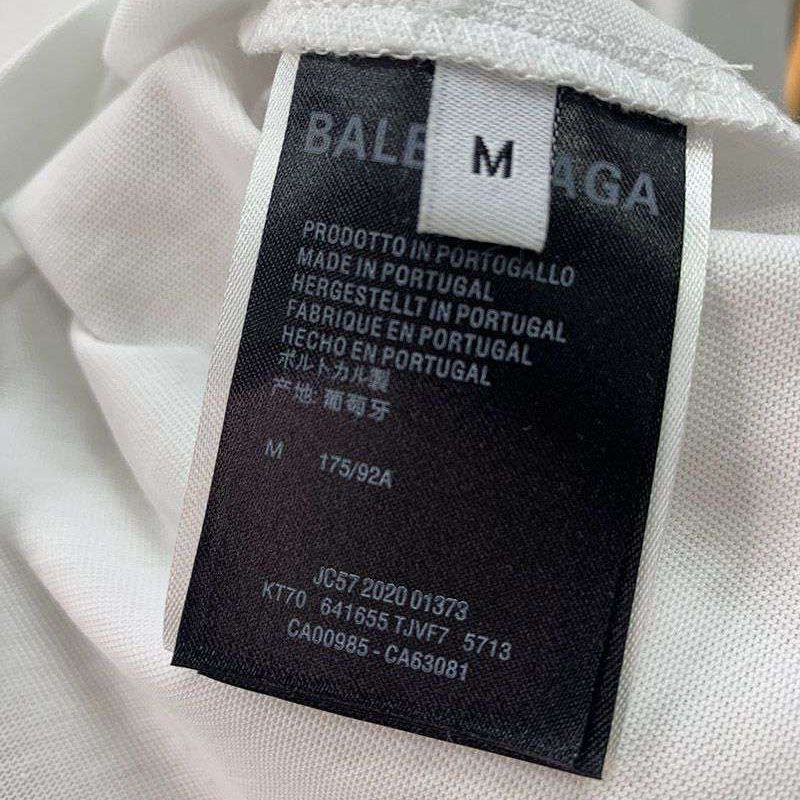 M
BALE AGA
PRODOTTO IN PORTOGALLO
MADE IN PORTUGAL
HERGESTELLT IN PORTUGAL
FABRIQUE EN PORTUGAL
HECHO EN PORTUGAL
ポルトカル製
产地: 葡萄牙
M 175/92A
JC57 2020 01373
KT70 641655 TJVF7 5713
CA00985 - CA63081